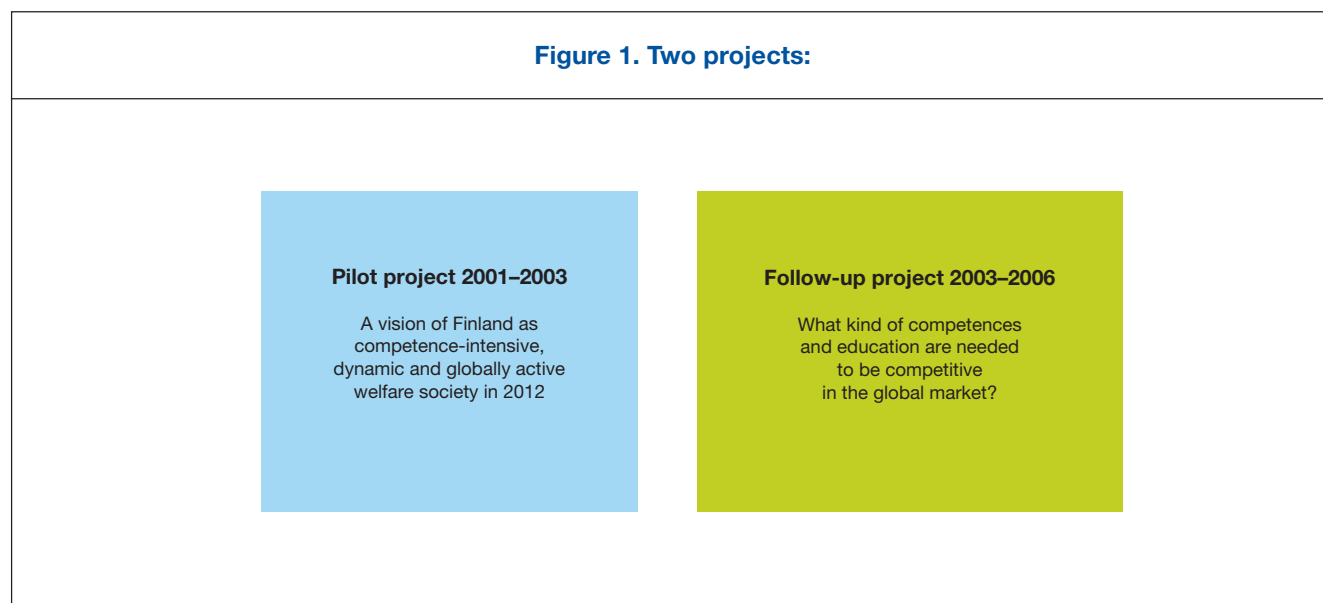 Figure 1. Two projects:
Pilot project 2001–2003
A vision of Finland as
competence-intensive,
dynamic and globally active
welfare society in 2012
Follow-up project 2003–2006
What kind of competences
and education are needed
to be competitive
in the global market?